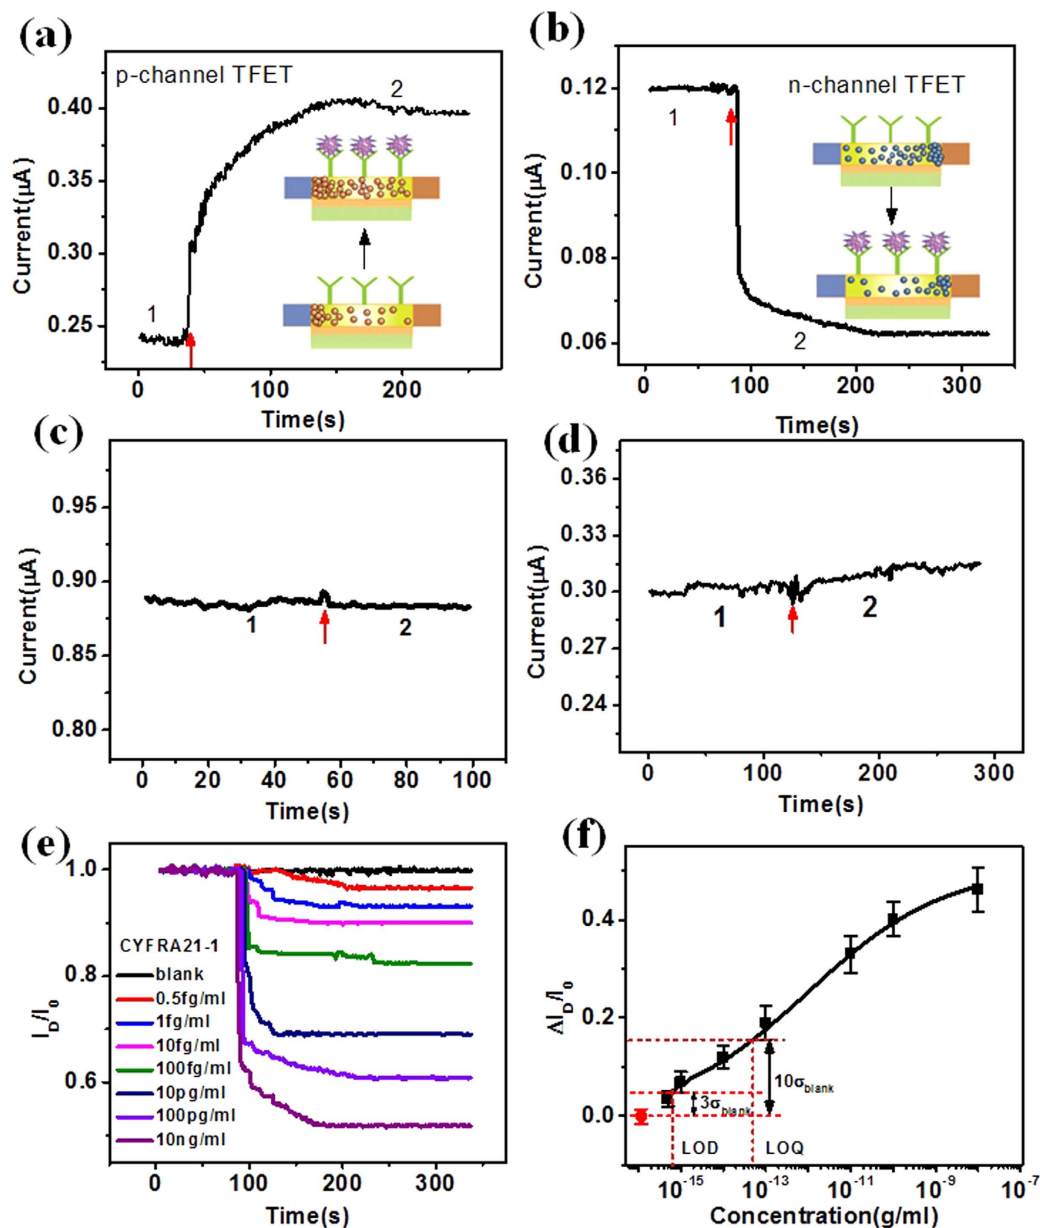 (a)
p-channel TFET
0.40
0.35
0.30
0.25
Current(µA)
1
2
0
100
200
Time(s)
(b)
n-channel TFET
0.12
0.10
0.08
0.06
Current(µA)
1
2
0
100
200
300
Time(s)
(c)
0.95
0.90
0.85
0.80
Current(µA)
1
2
0
20
40
60
80
100
Time(s)
(d)
0.36
0.33
0.30
0.27
0.24
Current(µA)
1
2
0
100
200
300
Time(s)
(e)
1.0
0.8
0.6
I_D/I_0
CYFRA21-1
blank
0.5fg/ml
1fg/ml
10fg/ml
100fg/ml
10pg/ml
100pg/ml
10ng/ml
0
100
200
300
Time(s)
(f)
0.4
0.2
0.0
ΔI_D/I_0
10σ_blank
3σ_blank
LOD
LOQ
10^-15
10^-13
10^-11
10^-9
10^-7
Concentration(g/ml)